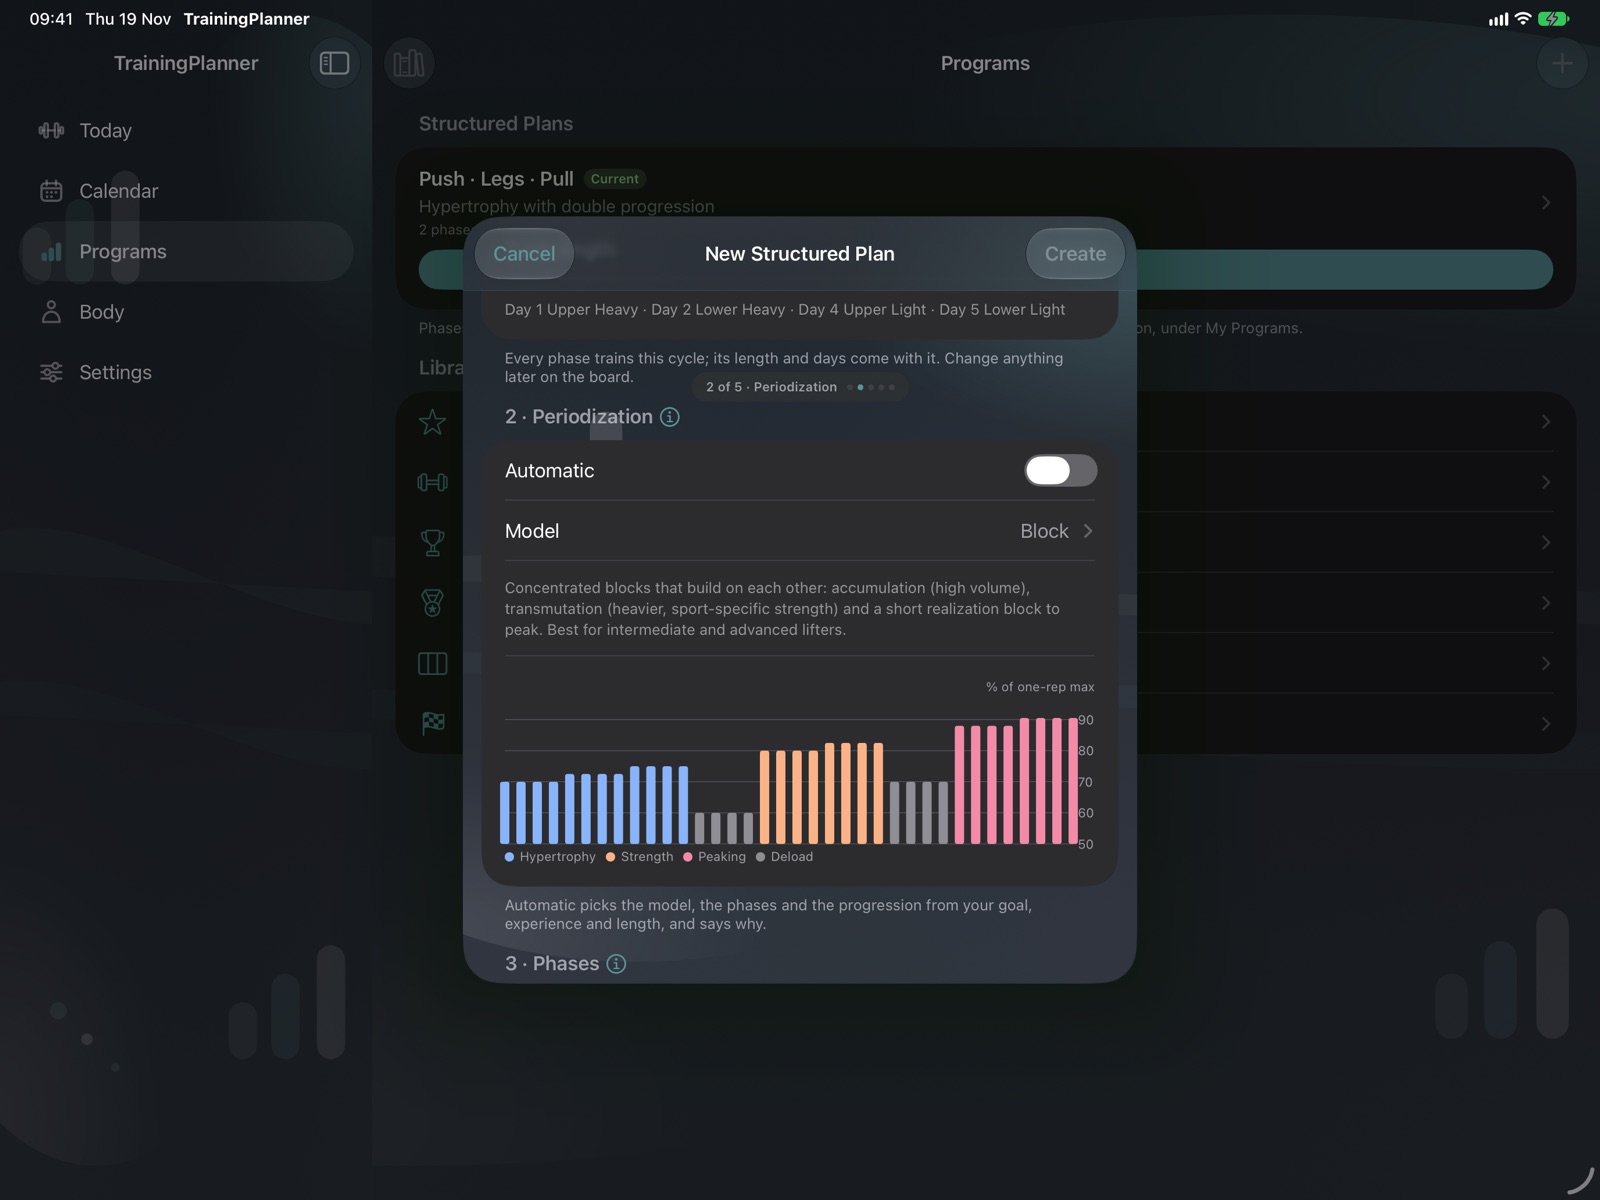 09:41 Thu 19 Nov TrainingPlanner
TrainingPlanner
Today
Calendar
Programs
Body
Settings
Programs
Structured Plans
Push · Legs · Pull Current
Hypertrophy with double progression
2 phase
Phase
on, under My Programs.
Libra
Cancel
New Structured Plan
Create
Day 1 Upper Heavy · Day 2 Lower Heavy · Day 4 Upper Light · Day 5 Lower Light
Every phase trains this cycle; its length and days come with it. Change anything
later on the board.
2 of 5 · Periodization
2 · Periodization
Automatic
Model Block
Concentrated blocks that build on each other: accumulation (high volume),
transmutation (heavier, sport-specific strength) and a short realization block to
peak. Best for intermediate and advanced lifters.
% of one-rep max
90
80
70
60
50
Hypertrophy Strength Peaking Deload
Automatic picks the model, the phases and the progression from your goal,
experience and length, and says why.
3 · Phases